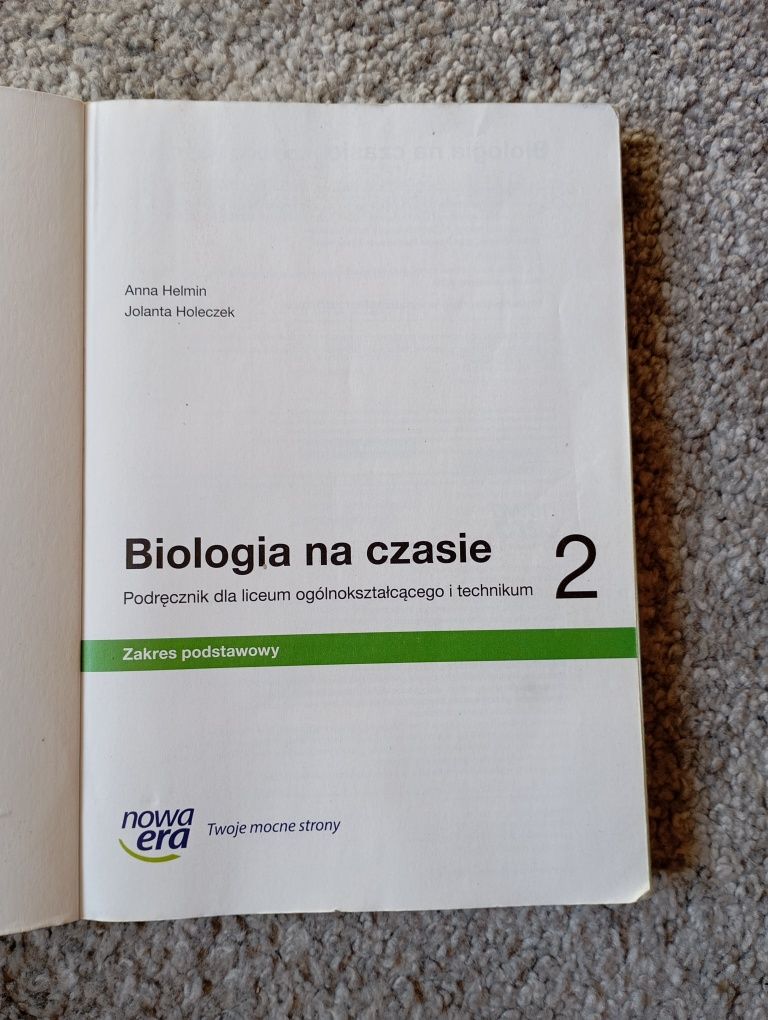 Anna Helmin
Jolanta Holeczek
Biologia na czasie 2
Podręcznik dla liceum ogólnokształcącego i technikum
Zakres podstawowy
nowa era
Twoje mocne strony